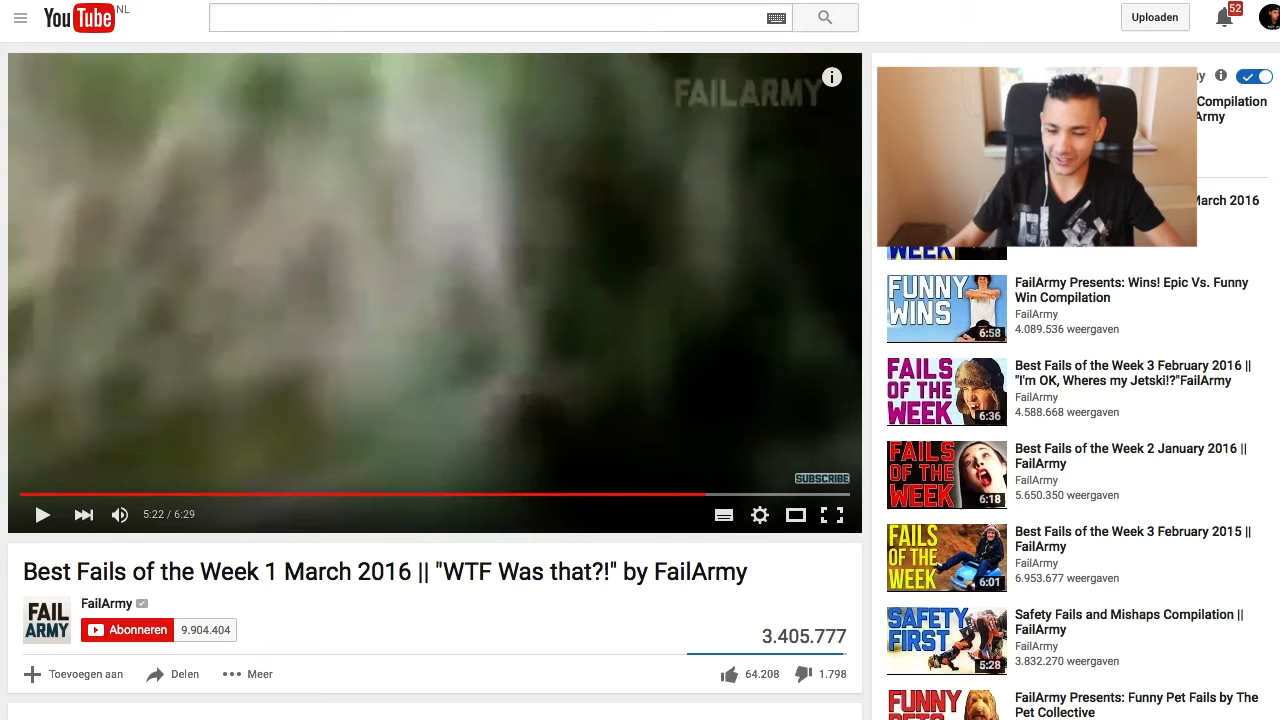 YouTube NL
Uploaden
52
FAILARMY
SUBSCRIBE
5:22 / 6:29
Best Fails of the Week 1 March 2016 || "WTF Was that?!" by FailArmy
FAIL
ARMY
FailArmy
Abonneren 9.904.404
3.405.777
Toevoegen aan Delen Meer
64.208 1.798
Compilation
March 2016
WEEK
FUNNY
WINS
6:58
FailArmy Presents: Wins! Epic Vs. Funny
Win Compilation
FailArmy
4.089.536 weergaven
FAILS
OF THE
WEEK
6:36
Best Fails of the Week 3 February 2016 ||
"I'm OK, Wheres my Jetski!?"FailArmy
FailArmy
4.588.668 weergaven
FAILS
OF THE
WEEK
6:18
Best Fails of the Week 2 January 2016 ||
FailArmy
FailArmy
5.650.350 weergaven
FAILS
OF THE
WEEK
6:01
Best Fails of the Week 3 February 2015 ||
FailArmy
FailArmy
6.953.677 weergaven
SAFETY
FIRST
5:28
Safety Fails and Mishaps Compilation ||
FailArmy
FailArmy
3.832.270 weergaven
FUNNY
PETS
FailArmy Presents: Funny Pet Fails by The
Pet Collective